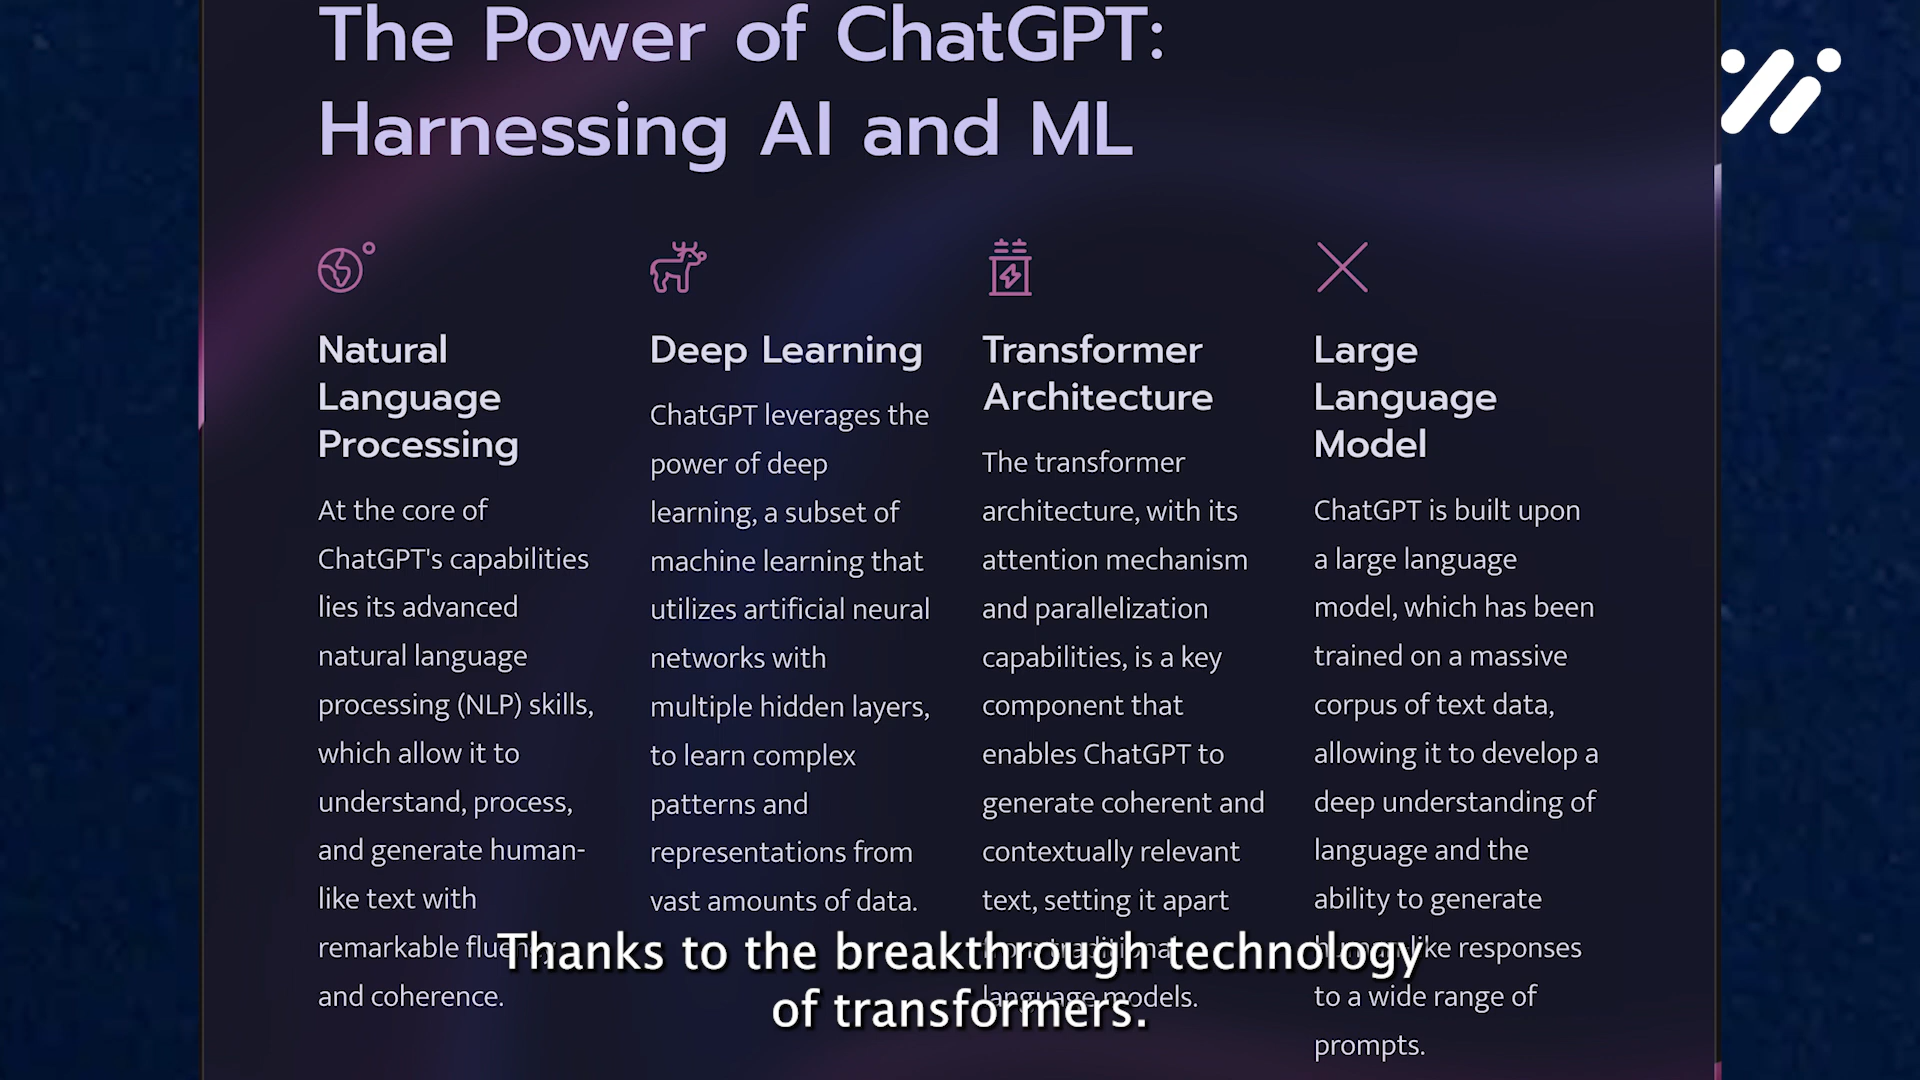 The Power of ChatGPT:
Harnessing AI and ML
Natural
Language
Processing
At the core of
ChatGPT's capabilities
lies its advanced
natural language
processing (NLP) skills,
which allow it to
understand, process,
and generate human-
like text with
remarkable
and coherence.
Deep Learning
ChatGPT leverages the
power of deep
learning, a subset of
machine learning that
utilizes artificial neural
networks with
multiple hidden layers,
to learn complex
patterns and
representations from
vast amounts of data.
Transformer
Architecture
The transformer
architecture, with its
attention mechanism
and parallelization
capabilities, is a key
component that
enables ChatGPT to
generate coherent and
contextually relevant
text, setting it apart
language models.
Large
Language
Model
ChatGPT is built upon
a large language
model, which has been
trained on a massive
corpus of text data,
allowing it to develop a
deep understanding of
language and the
ability to generate
responses
to a wide range of
prompts.
Thanks to the breakthrough technology
of transformers.